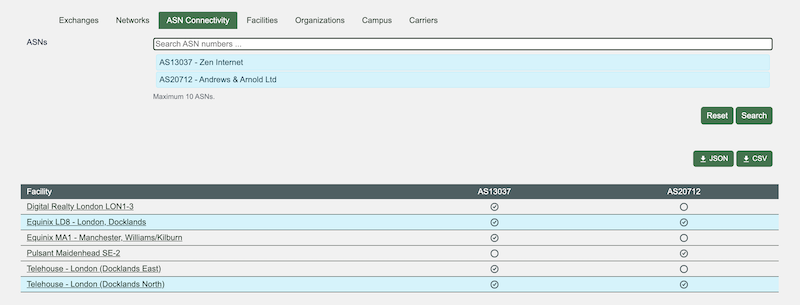 Exchanges Networks ASN Connectivity Facilities Organizations Campus Carriers
ASNs
Search ASN numbers ...
AS13037 - Zen Internet
AS20712 - Andrews & Arnold Ltd
Maximum 10 ASNs.
Reset Search
JSON CSV
Facility AS13037 AS20712
Digital Realty London LON1-3
Equinix LD8 - London, Docklands
Equinix MA1 - Manchester, Williams/Kilburn
Pulsant Maidenhead SE-2
Telehouse - London (Docklands East)
Telehouse - London (Docklands North)